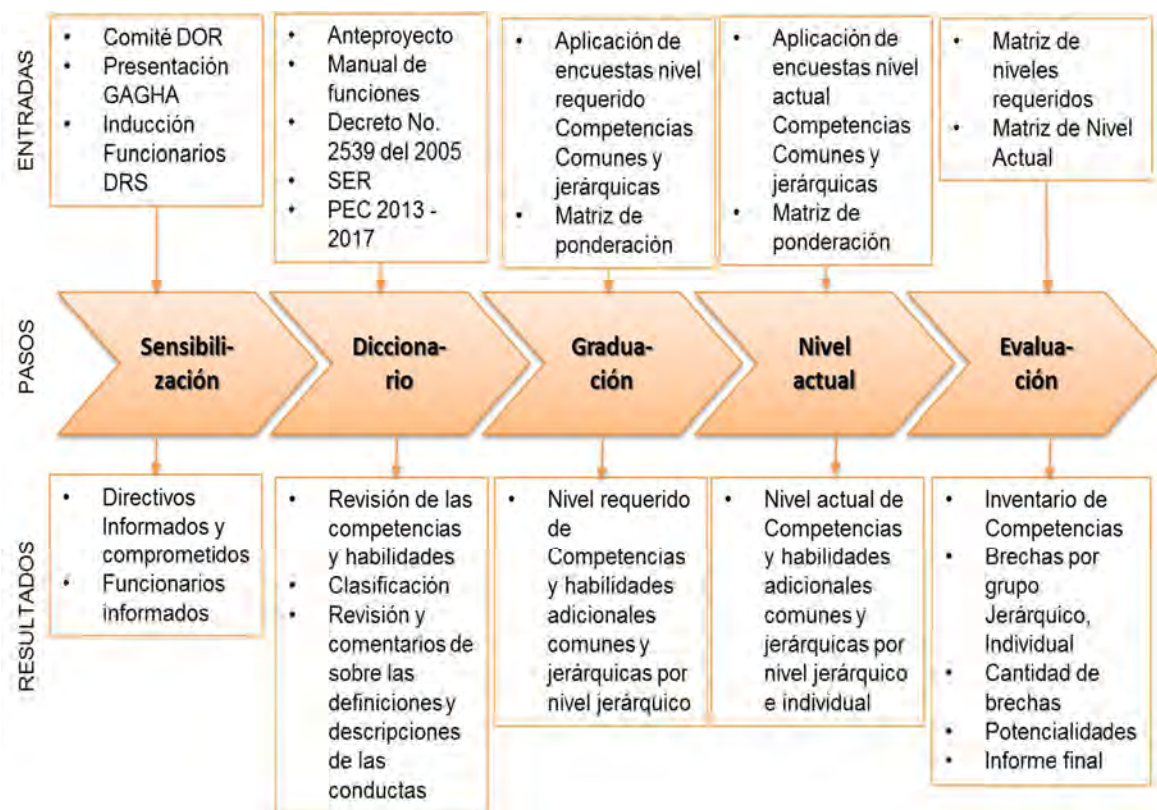 ENTRADAS
• Comité DOR
• Presentación
GAGHA
• Inducción
Funcionarios
DRS
• Anteproyecto
• Manual de
funciones
• Decreto No.
2539 del 2005
• SER
• PEC 2013 -
2017
• Aplicación de
encuestas nivel
requerido
Competencias
Comunes y
jerárquicas
• Matriz de
ponderación
• Aplicación de
encuestas nivel
actual
Competencias
Comunes y
jerárquicas
• Matriz de
ponderación
• Matriz de
niveles
requeridos
• Matriz de Nivel
Actual
PASOS
Sensibili-
zación
Dicciona-
rio
Gradua-
ción
Nivel
actual
Evalua-
ción
RESULTADOS
• Directivos
Informados y
comprometidos
• Funcionarios
informados
• Revisión de las
competencias
y habilidades
• Clasificación
• Revisión y
comentarios de
sobre las
definiciones y
descripciones
de las
conductas
• Nivel requerido
de
Competencias
y habilidades
adicionales
comunes y
jerárquicas por
nivel jerárquico
• Nivel actual de
Competencias
y habilidades
adicionales
comunes y
jerárquicas por
nivel jerárquico
e individual
• Inventario de
Competencias
• Brechas por
grupo
Jerárquico,
Individual
• Cantidad de
brechas
• Potencialidades
• Informe final